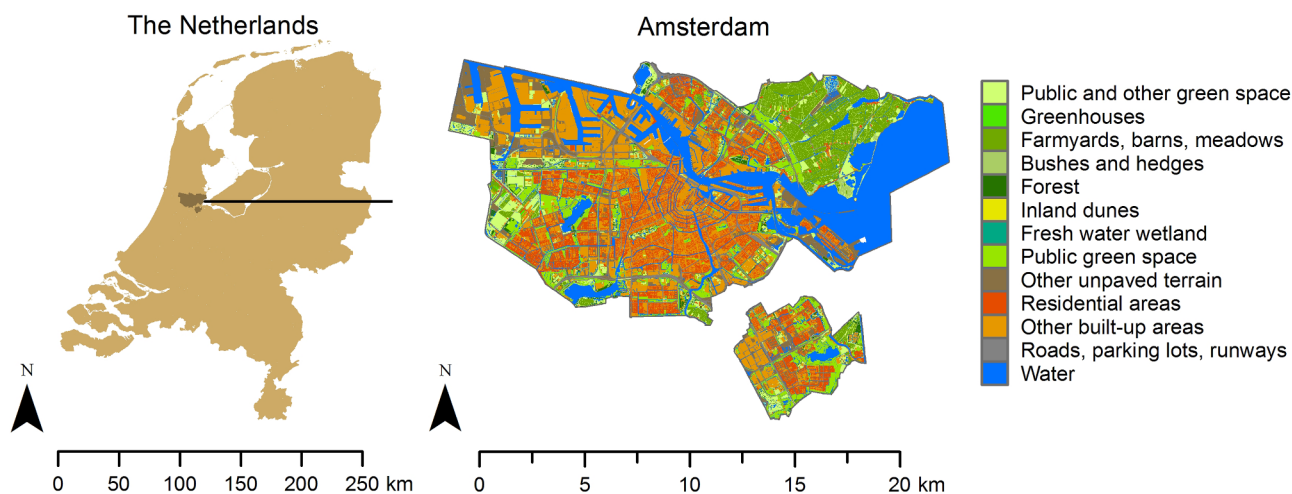 The Netherlands
Amsterdam
Public and other green space
Greenhouses
Farmyards, barns, meadows
Bushes and hedges
Forest
Inland dunes
Fresh water wetland
Public green space
Other unpaved terrain
Residential areas
Other built-up areas
Roads, parking lots, runways
Water
N
N
0 50 100 150 200 250 km
0 5 10 15 20 km